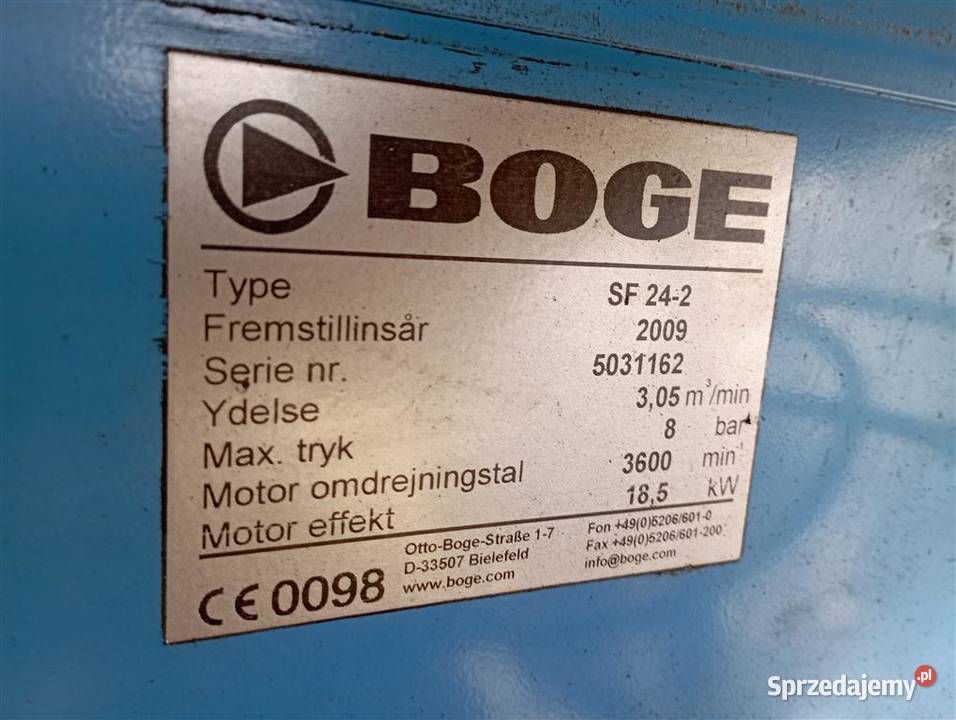 BOGE
Type SF 24-2
Fremstillinsår 2009
Serie nr. 5031162
Ydelse 3,05 m³/min
Max. tryk 8 bar
Motor omdrejningstal 3600 min⁻¹
Motor effekt 18,5 kW
CE 0098
Otto-Boge-Straße 1-7
D-33507 Bielefeld
www.boge.com
Fon +49(0)5206/601-0
Fax +49(0)5206/601-200
info@boge.com
Sprzedajemy.pl